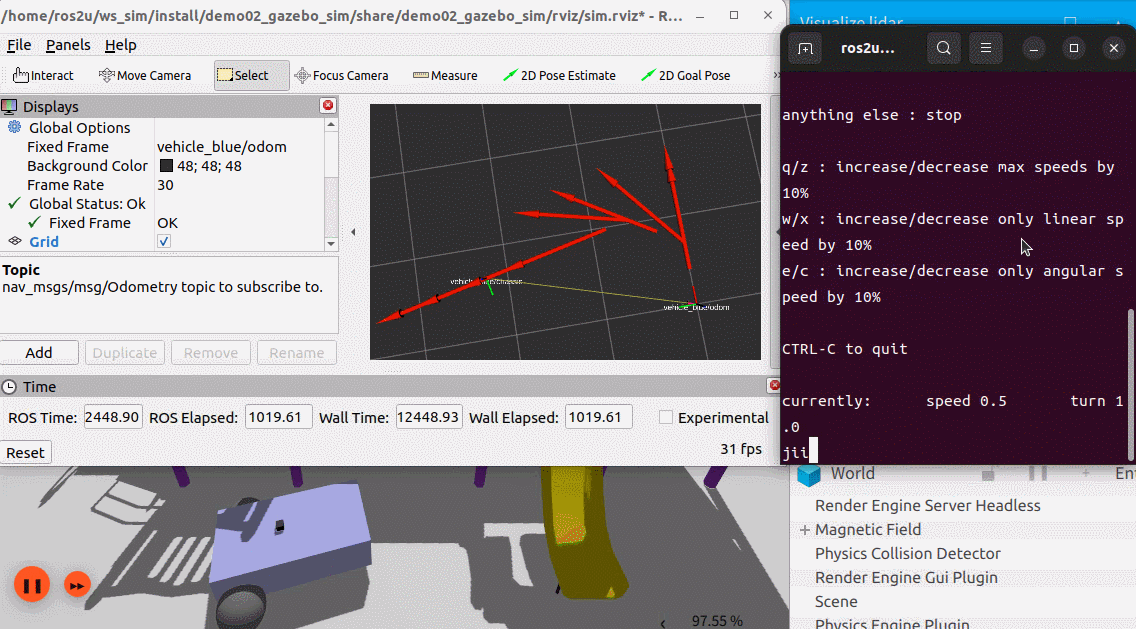 /home/ros2u/ws_sim/install/demo02_gazebo_sim/share/demo02_gazebo_sim/rviz/sim.rviz* - R...
File Panels Help
Interact Move Camera Select Focus Camera Measure 2D Pose Estimate 2D Goal Pose
Displays
Global Options
Fixed Frame vehicle_blue/odom
Background Color 48; 48; 48
Frame Rate 30
Global Status: Ok
Fixed Frame OK
Grid
Topic
nav_msgs/msg/Odometry topic to subscribe to.
Add Duplicate Remove Rename
vehicle_blue/odom
Time
ROS Time: 2448.90 ROS Elapsed: 1019.61 Wall Time: 12448.93 Wall Elapsed: 1019.61 Experimental
Reset 31 fps
97.55 %
Visualize lidar
ros2u...
anything else : stop
q/z : increase/decrease max speeds by
10%
w/x : increase/decrease only linear sp
eed by 10%
e/c : increase/decrease only angular s
peed by 10%
CTRL-C to quit
currently: speed 0.5 turn 1
.0
jii
World En
Render Engine Server Headless
Magnetic Field
Physics Collision Detector
Render Engine Gui Plugin
Scene
Physics Engine Plugin